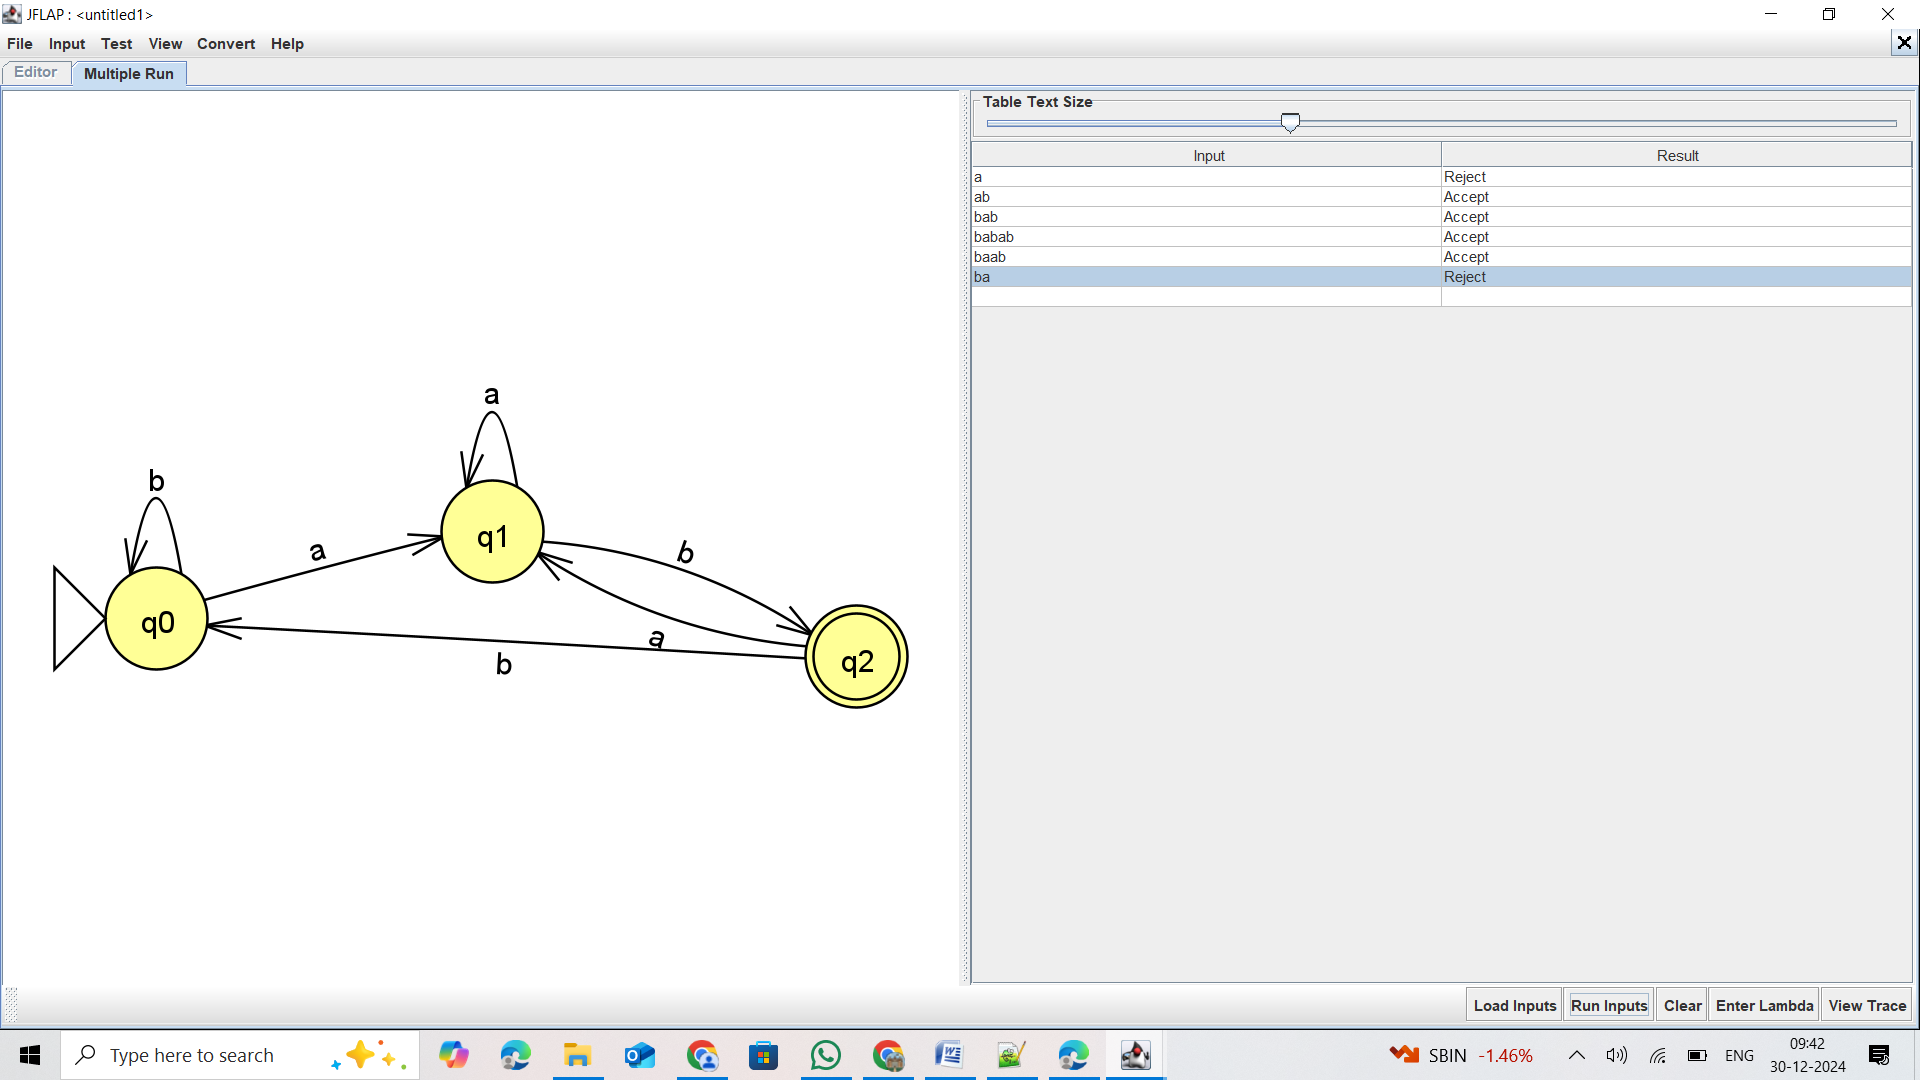 JFLAP : <untitled1>
File Input Test View Convert Help
Editor Multiple Run
Table Text Size
Input Result
a Reject
ab Accept
bab Accept
babab Accept
baab Accept
ba Reject
a
b
q1
a
b
q0
a
b
q2
Load Inputs Run Inputs Clear Enter Lambda View Trace
Type here to search
SBIN -1.46%
ENG
09:42
30-12-2024